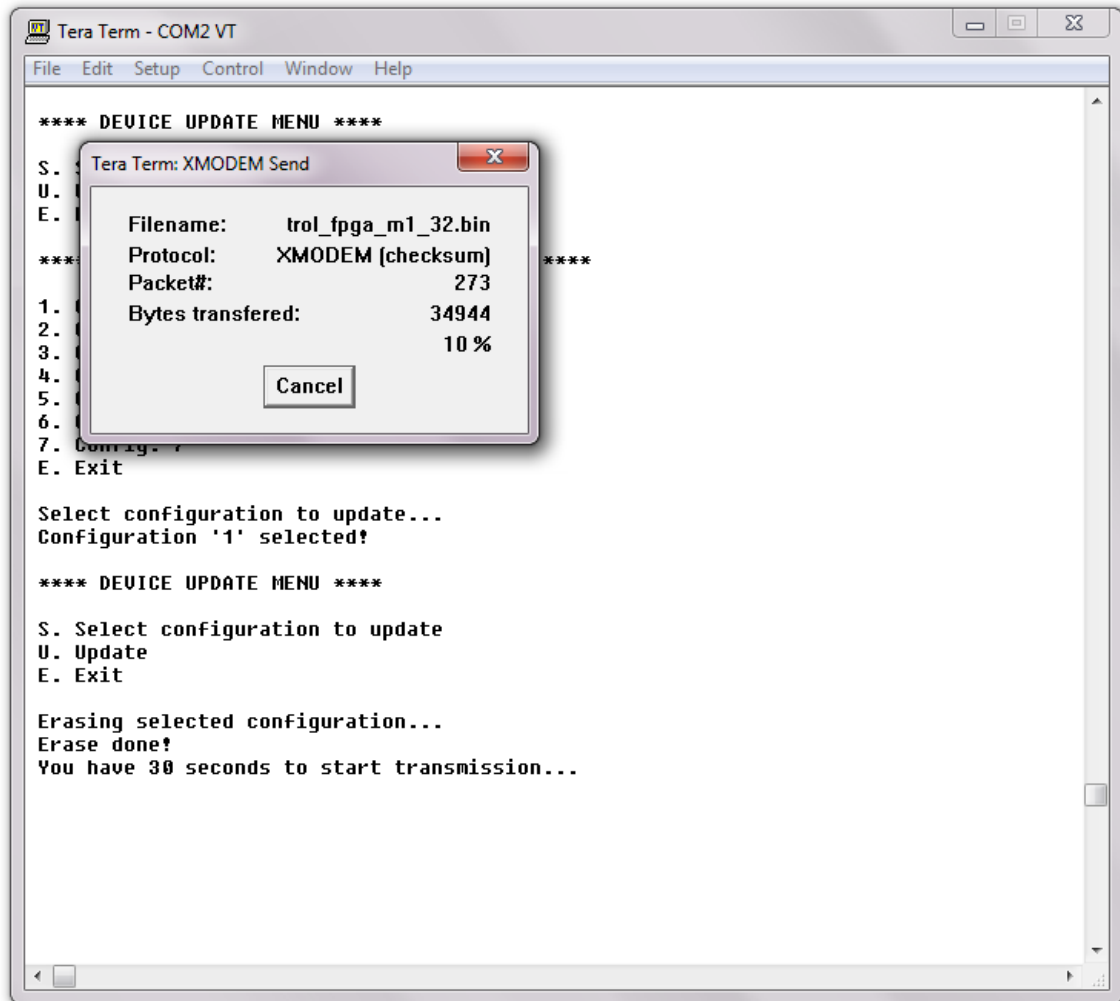 Tera Term - COM2 VT
File Edit Setup Control Window Help
**** DEVICE UPDATE MENU ****
S.
U.
E.
Tera Term: XMODEM Send
Filename: trol_fpga_m1_32.bin
Protocol: XMODEM (checksum)
Packet#: 273
Bytes transfered: 34944
10 %
Cancel
**** ****
1.
2.
3.
4.
5.
6.
7. Config. 7
E. Exit
Select configuration to update...
Configuration '1' selected!
**** DEVICE UPDATE MENU ****
S. Select configuration to update
U. Update
E. Exit
Erasing selected configuration...
Erase done!
You have 30 seconds to start transmission...